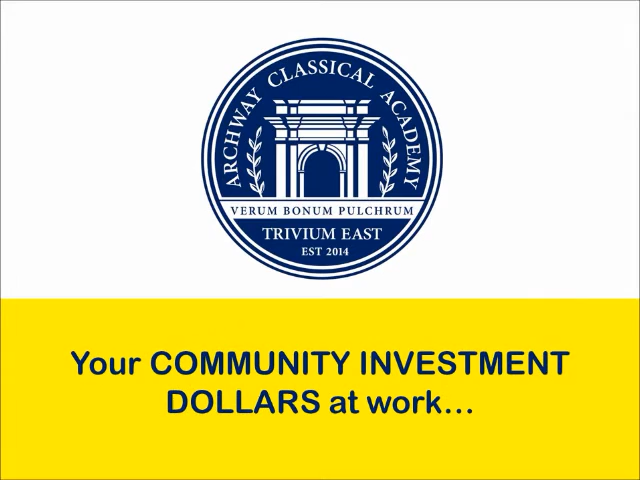 ARCHWAY CLASSICAL ACADEMY
VERUM BONUM PULCHRUM
TRIVIUM EAST
EST 2014
Your COMMUNITY INVESTMENT
DOLLARS at work...